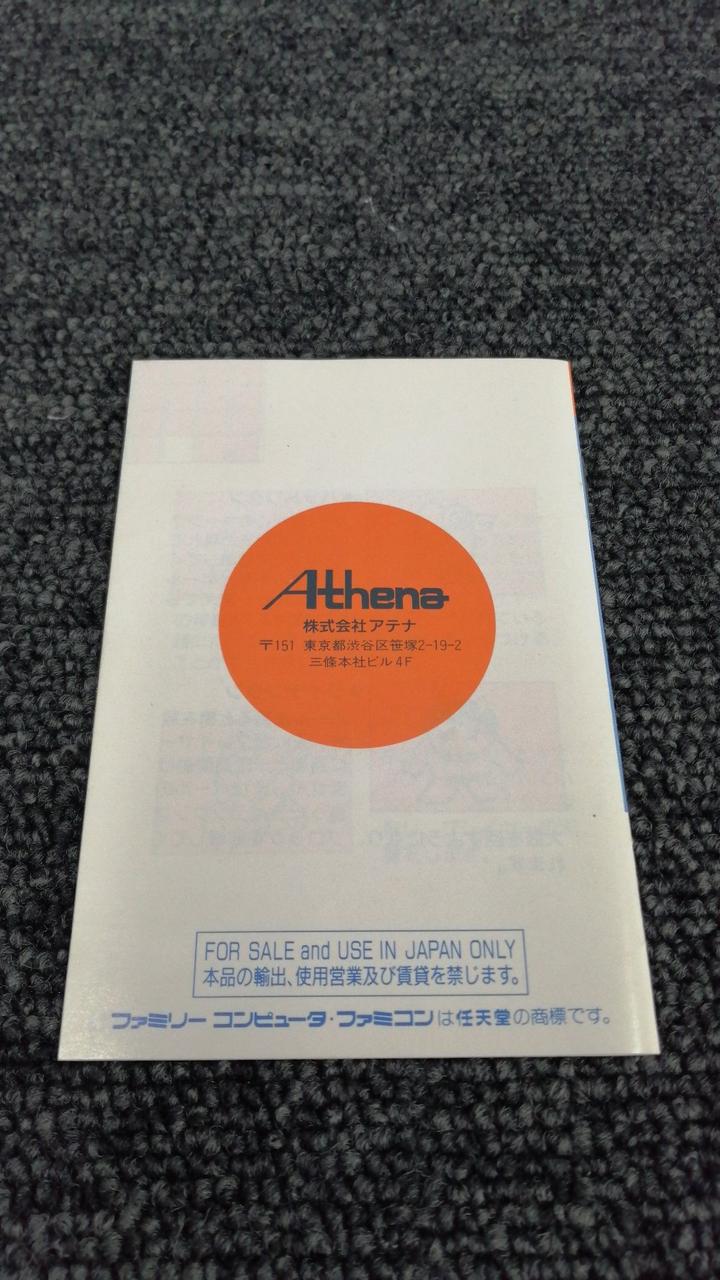 Athena
株式会社アテナ
〒151 東京都渋谷区笹塚2-19-2
三條本社ビル4F
FOR SALE and USE IN JAPAN ONLY
本品の輸出、使用営業及び賃貸を禁じます。
ファミリーコンピュータ・ファミコンは任天堂の商標です。